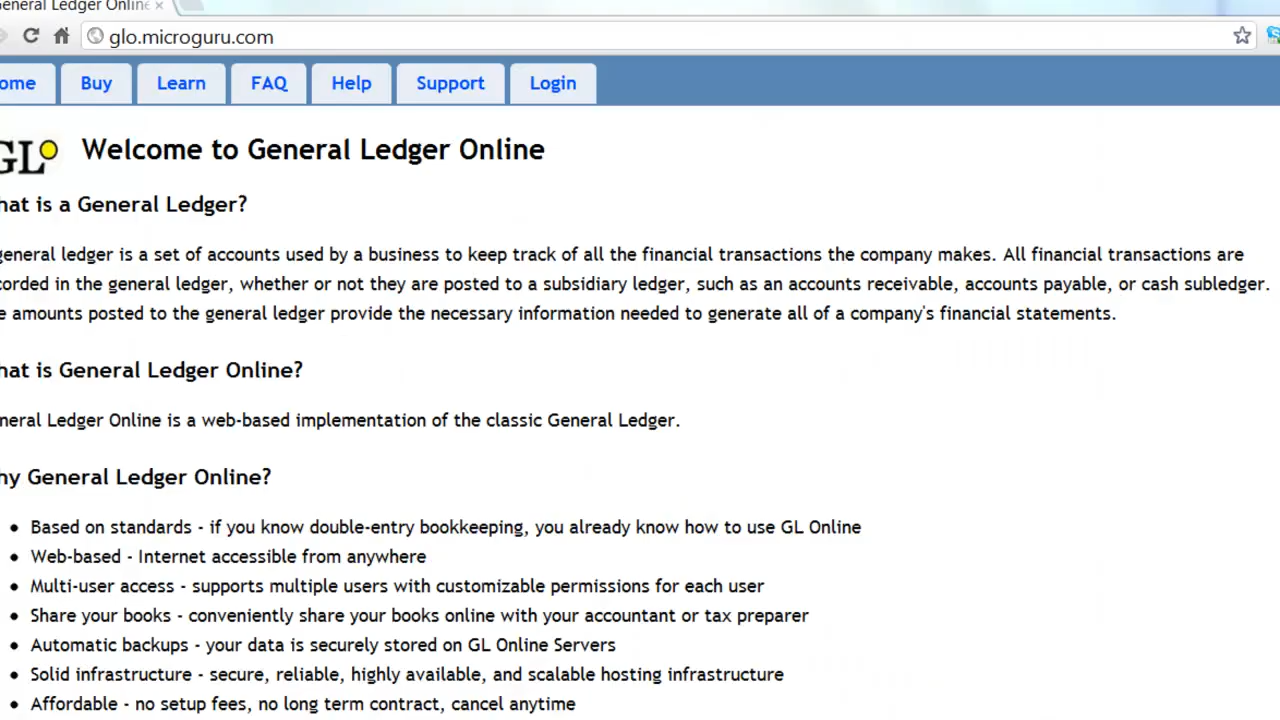 General Ledger Online
glo.microguru.com
ome Buy Learn FAQ Help Support Login
GL Welcome to General Ledger Online
hat is a General Ledger?
general ledger is a set of accounts used by a business to keep track of all the financial transactions the company makes. All financial transactions are
corded in the general ledger, whether or not they are posted to a subsidiary ledger, such as an accounts receivable, accounts payable, or cash subledger.
e amounts posted to the general ledger provide the necessary information needed to generate all of a company's financial statements.
hat is General Ledger Online?
neral Ledger Online is a web-based implementation of the classic General Ledger.
hy General Ledger Online?
• Based on standards - if you know double-entry bookkeeping, you already know how to use GL Online
• Web-based - Internet accessible from anywhere
• Multi-user access - supports multiple users with customizable permissions for each user
• Share your books - conveniently share your books online with your accountant or tax preparer
• Automatic backups - your data is securely stored on GL Online Servers
• Solid infrastructure - secure, reliable, highly available, and scalable hosting infrastructure
• Affordable - no setup fees, no long term contract, cancel anytime